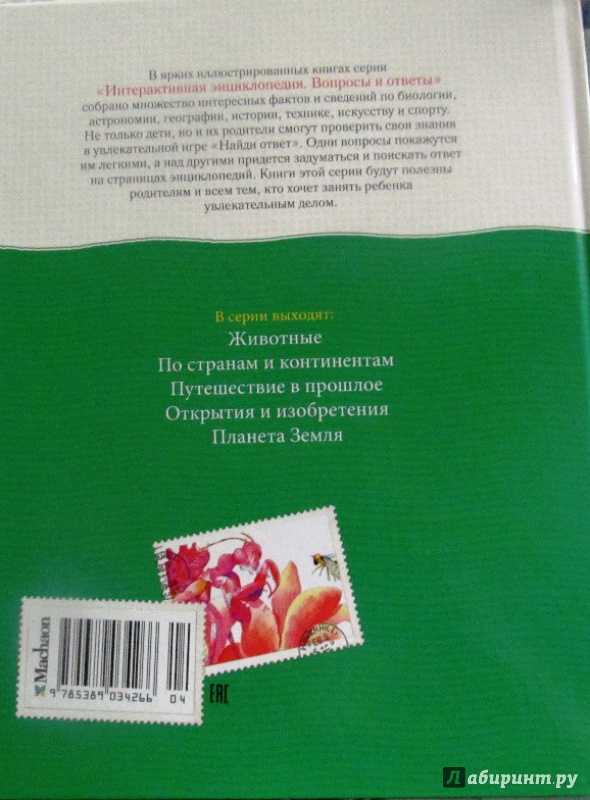 В ярких иллюстрированных книгах серии
«Интерактивная энциклопедия. Вопросы и ответы»
собрано множество интересных фактов и сведений по биологии,
астрономии, географии, истории, технике, искусству и спорту.
Не только дети, но и их родители смогут проверить свои знания
в увлекательной игре «Найди ответ». Одни вопросы покажутся
им легкими, а над другими придется задуматься и поискать ответ
на страницах энциклопедий. Книги этой серии будут полезны
родителям и всем тем, кто хочет занять ребенка
увлекательным делом.
В серии выходят:
Животные
По странам и континентам
Путешествие в прошлое
Открытия и изобретения
Планета Земля
Machaon
9 785389 034266 04
EAC
Лабиринт.ру